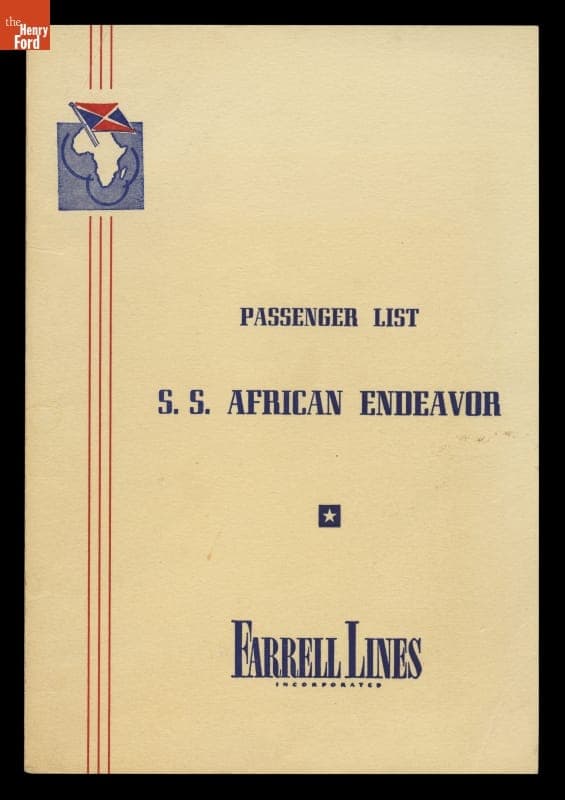 the
Henry
Ford
PASSENGER LIST
S. S. AFRICAN ENDEAVOR
FARRELL LINES
INCORPORATED